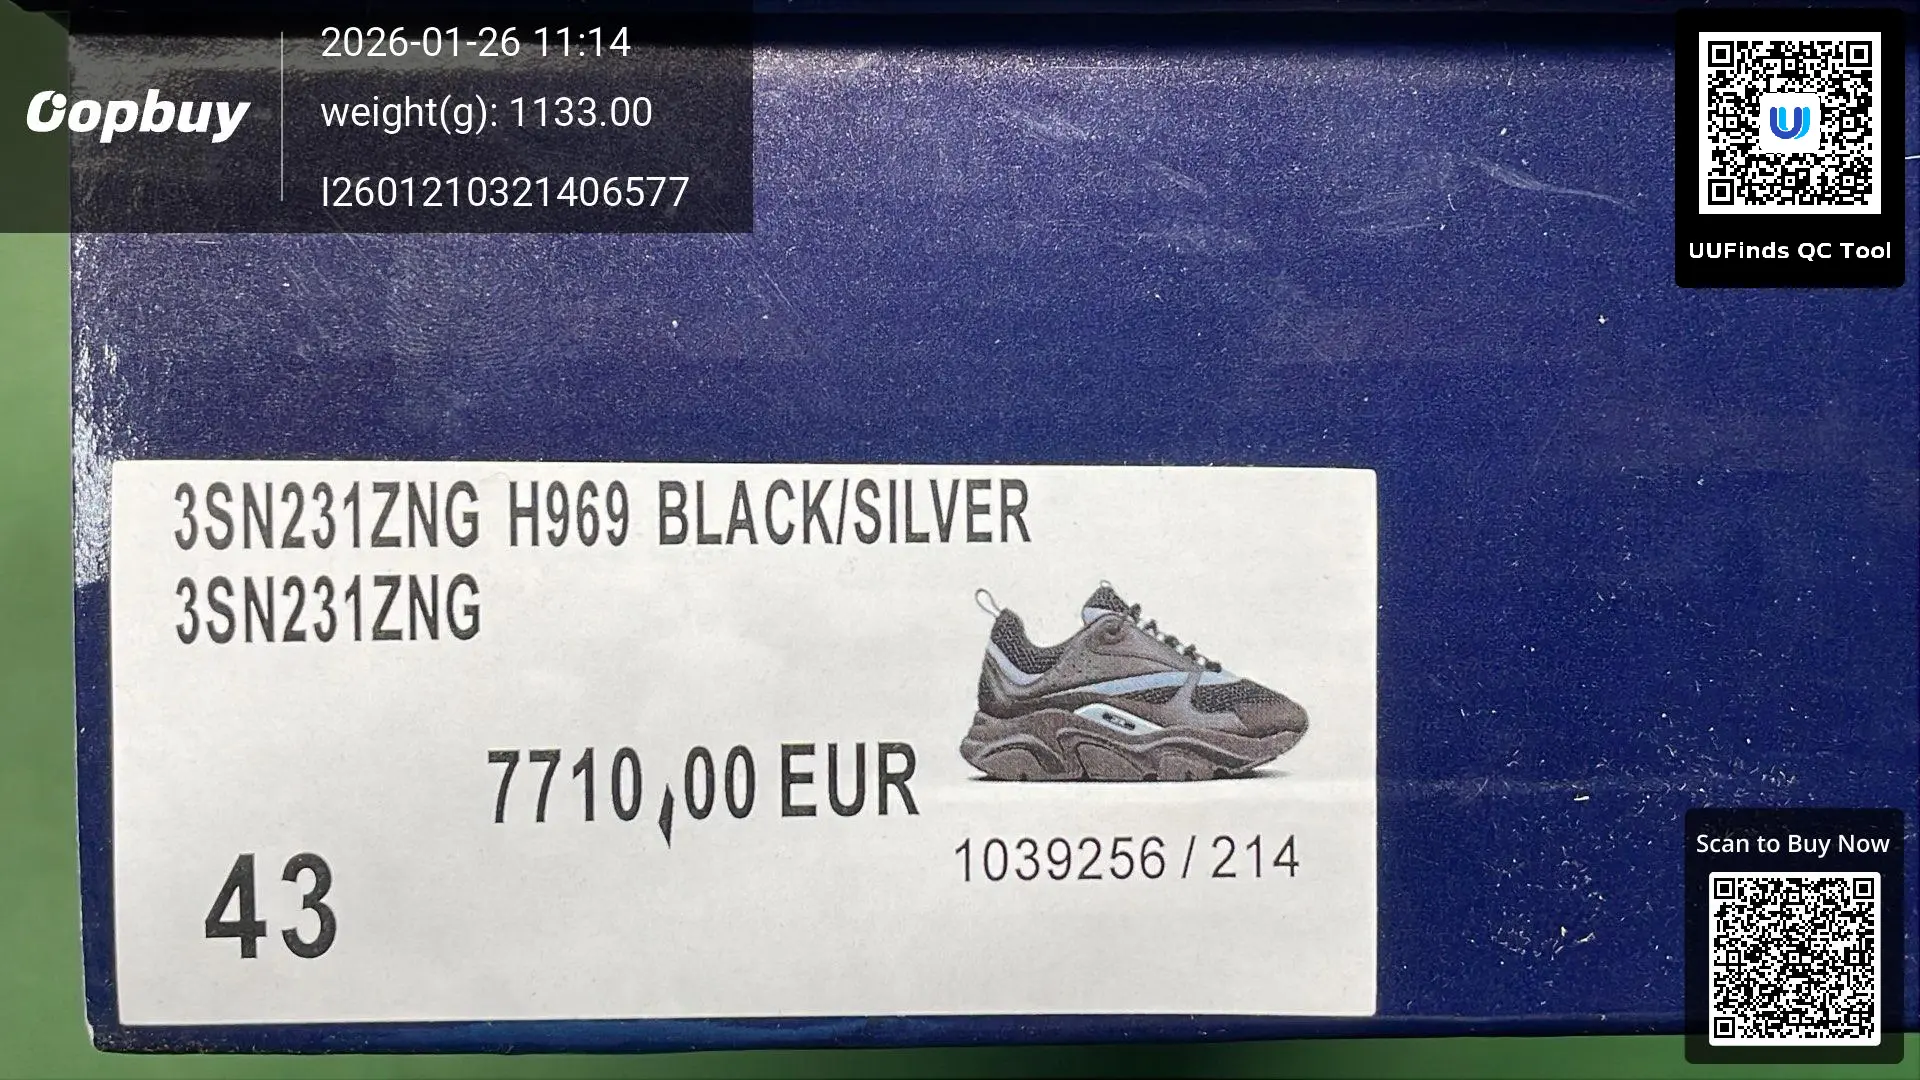 Oopbuy
2026-01-26 11:14
weight(g): 1133.00
I2601210321406577
UUFinds QC Tool
3SN231ZNG H969 BLACK/SILVER
3SN231ZNG
7710,00 EUR
1039256 / 214
43
Scan to Buy Now